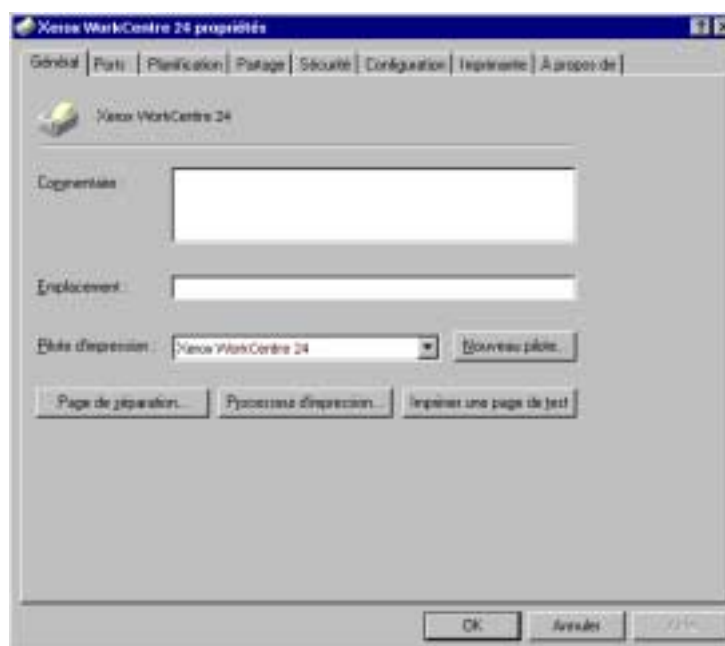 Xerox WorkCentre 24 propriétés
Général Ports Planification Partage Sécurité Configuration Imprimante A propos de
Xerox WorkCentre 24
Commentaire
Emplacement :
Pilote d'impression : Xerox WorkCentre 24 Nouveau pilote...
Page de séparation... Processeur d'impression... Imprimer une page de test
OK Annuler